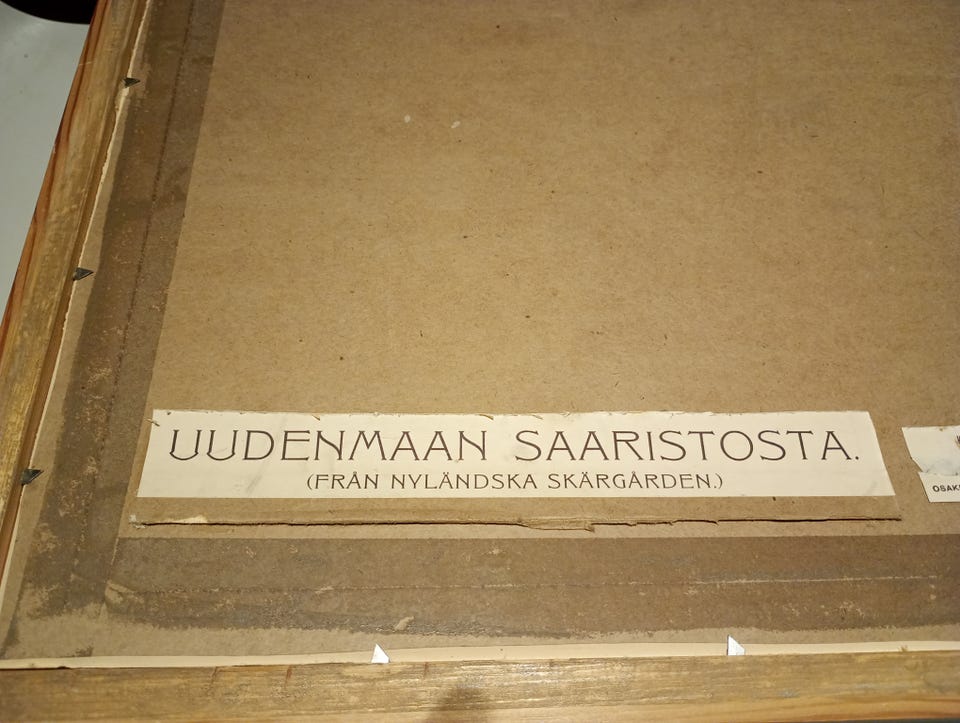 UUDENMAAN SAARISTOSTA.
(FRÅN NYLÄNDSKA SKÄRGÅRDEN.)